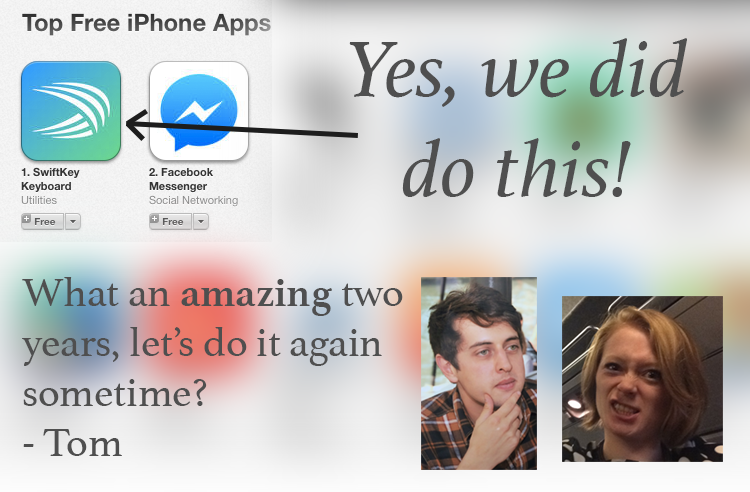 Top Free iPhone Apps
Yes, we did
do this!
1. SwiftKey
Keyboard
Utilities
Free
2. Facebook
Messenger
Social Networking
Free
What an amazing two
years, let's do it again
sometime?
- Tom